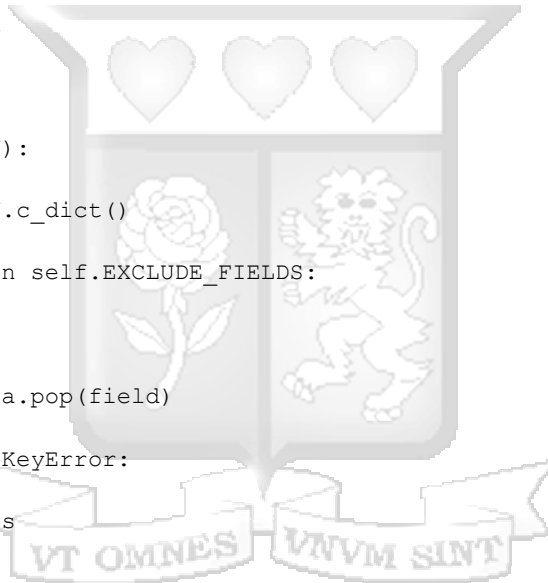 ):
.c_dict()
n self.EXCLUDE_FIELDS:
a.pop(field)
KeyError:
s
VT OMNES VNVM SINT